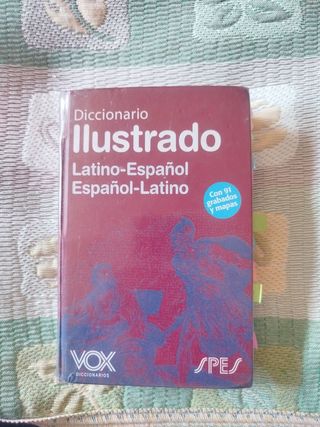 Diccionario
Ilustrado
Latino-Español
Español-Latino
Con 91
grabados
y mapas
VOX
DICCIONARIOS
SPES